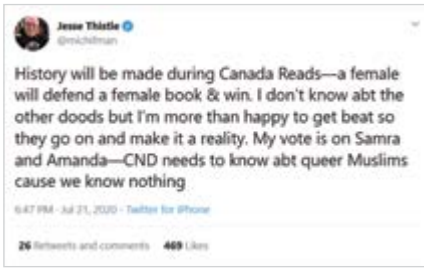 Jesse Thistle
@michifman
History will be made during Canada Reads—a female
will defend a female book & win. I don't know abt the
other doods but I'm more than happy to get beat so
they go on and make it a reality. My vote is on Samra
and Amanda—CND needs to know abt queer Muslims
cause we know nothing
6:47 PM · Jul 21, 2020 · Twitter for iPhone
26 Retweets and comments 469 Likes